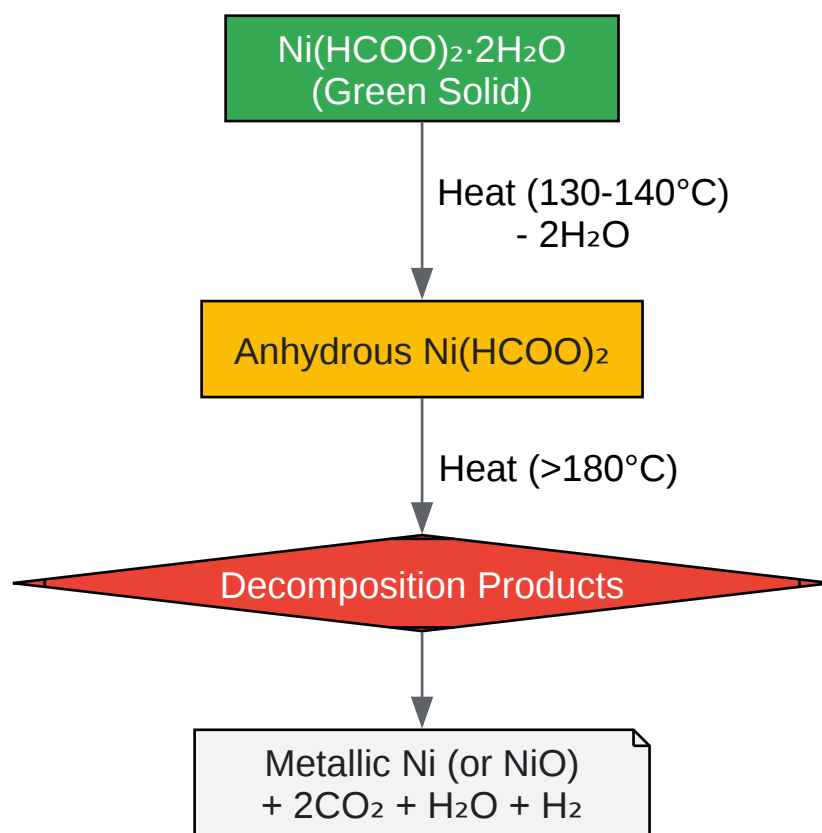 Ni(HCOO)₂·2H₂O
(Green Solid)
Heat (130-140°C)
- 2H₂O
Anhydrous Ni(HCOO)₂
Heat (>180°C)
Decomposition Products
Metallic Ni (or NiO)
+ 2CO₂ + H₂O + H₂